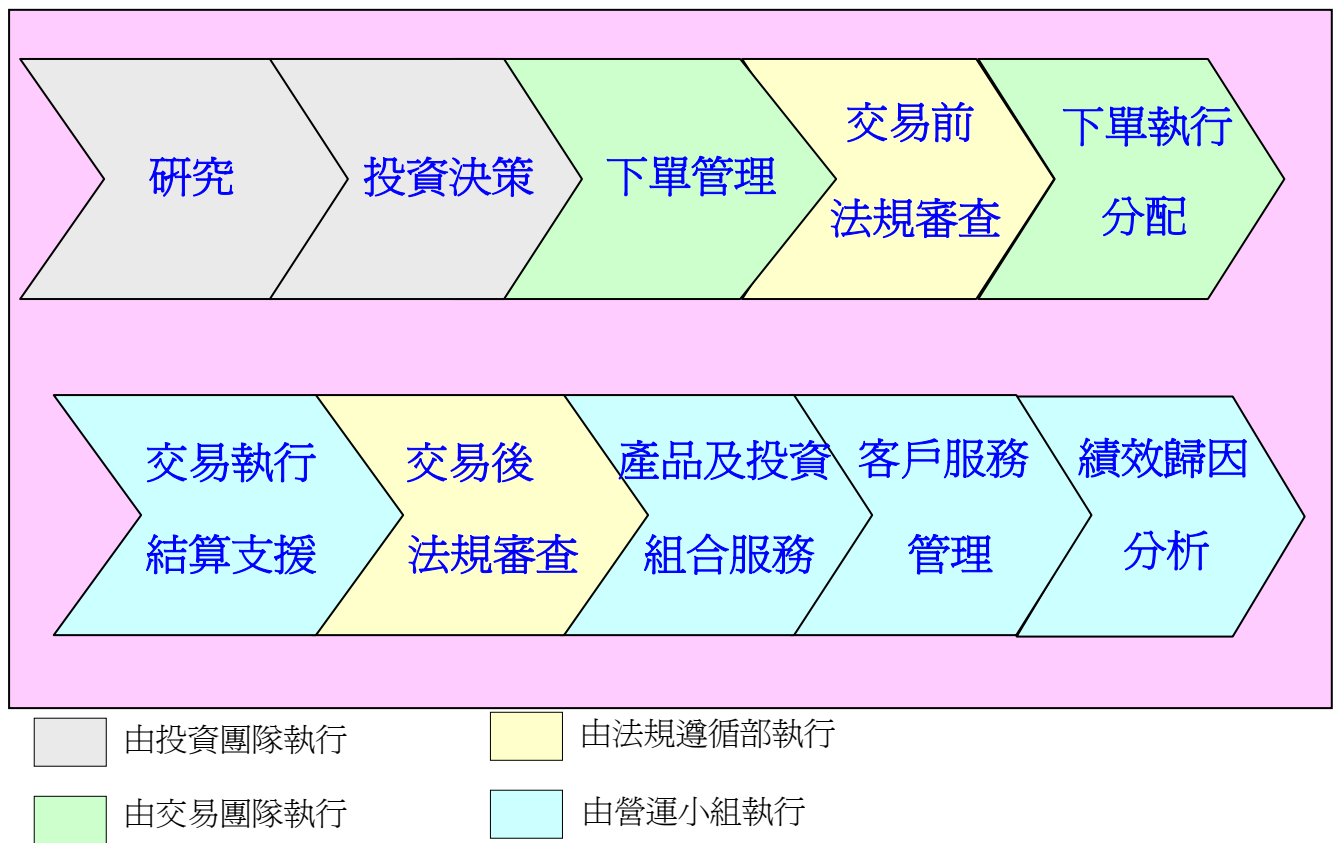 研究
投資決策
下單管理
交易前
法規審查
下單執行
分配
交易執行
結算支援
交易後
法規審查
產品及投資
組合服務
客戶服務
管理
績效歸因
分析
由投資團隊執行
由法規遵循部執行
由交易團隊執行
由營運小組執行